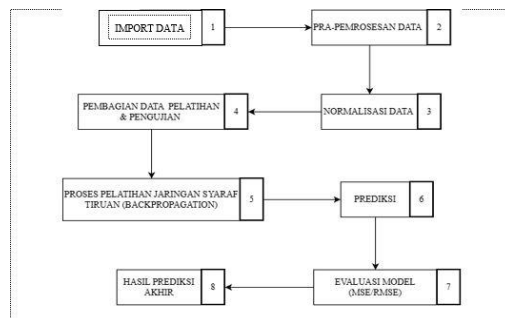 IMPORT DATA
1
PRA-PEMROSESAN DATA
2
NORMALISASI DATA
3
PEMBAGIAN DATA PELATIHAN
& PENGUJIAN
4
PROSES PELATIHAN JARINGAN SYARAF
TIRUAN (BACKPROPAGATION)
5
PREDIKSI
6
EVALUASI MODEL
(MSE/RMSE)
7
HASIL PREDIKSI
AKHIR
8